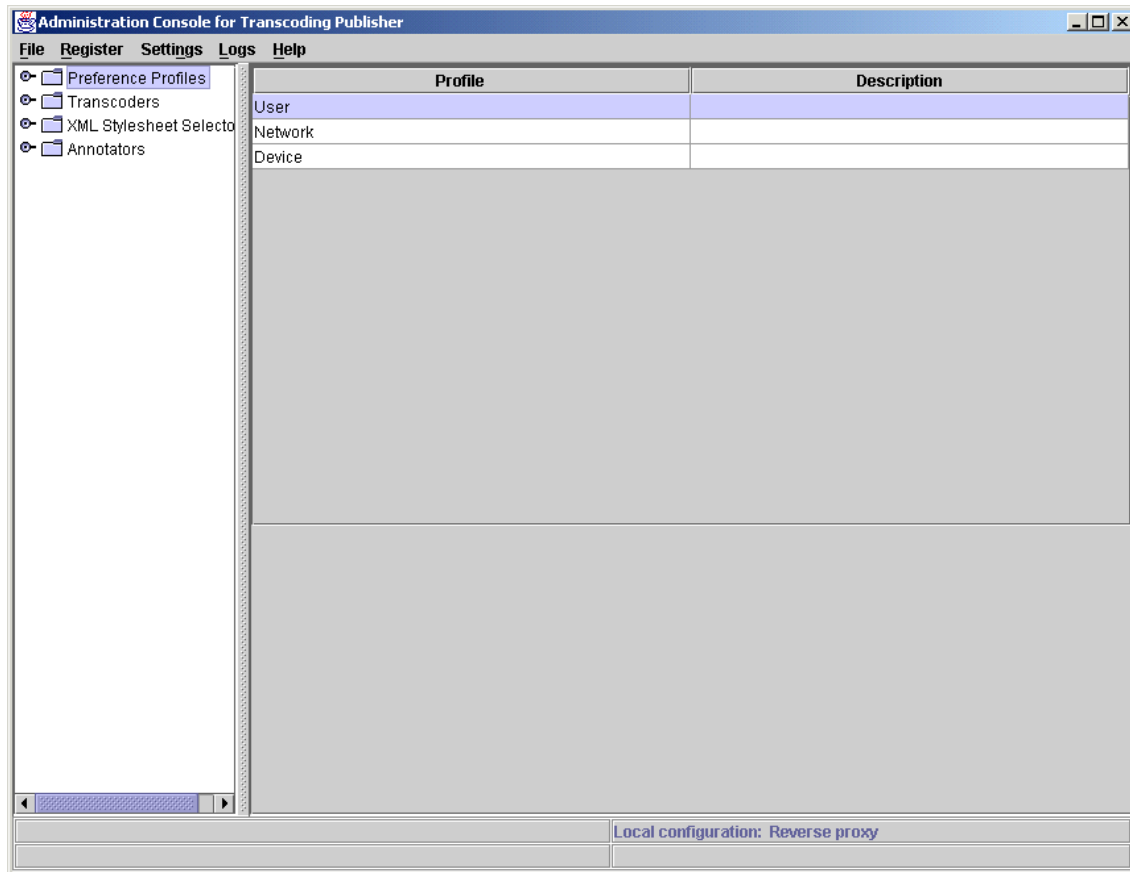 Administration Console for Transcoding Publisher
File Register Settings Logs Help
Preference Profiles
Transcoders
XML Stylesheet Selecto
Annotators
Profile Description
User
Network
Device
Local configuration: Reverse proxy